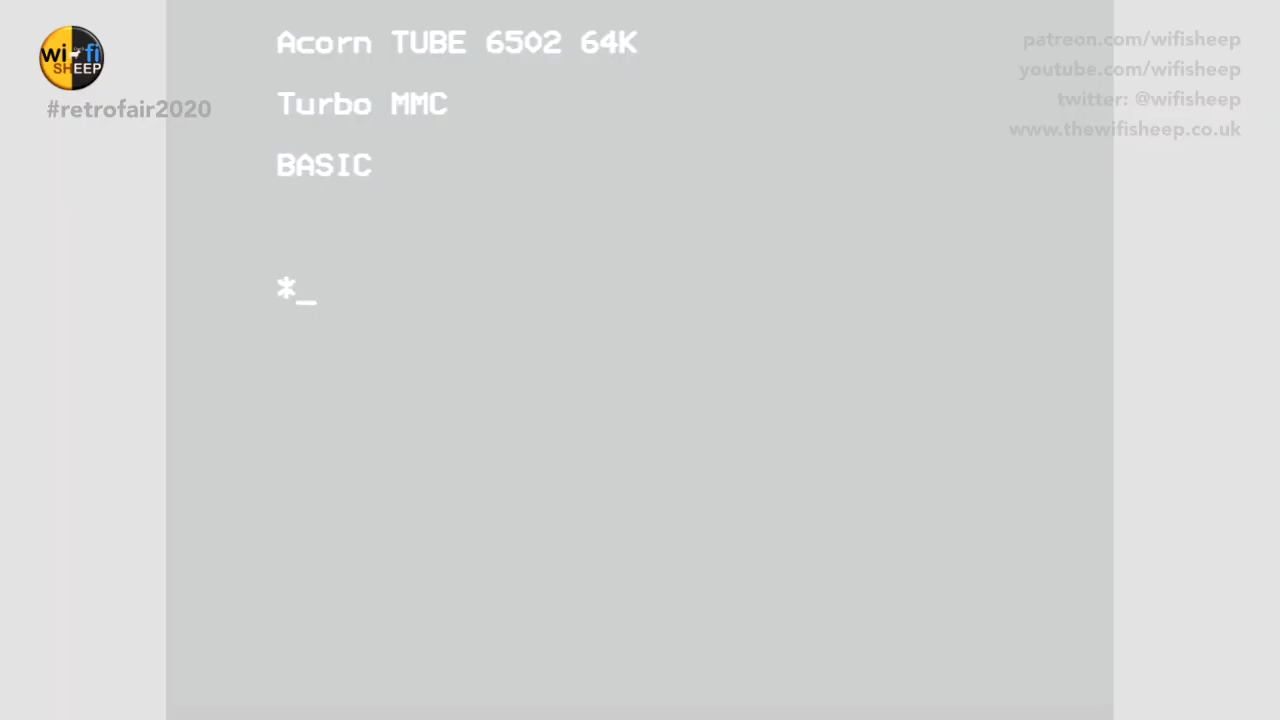 Acorn TUBE 6502 64K
Turbo MMC
BASIC
*_
wi-fi
SHEEP
#retrofair2020
patreon.com/wifisheep
youtube.com/wifisheep
twitter: @wifisheep
www.thewifisheep.co.uk